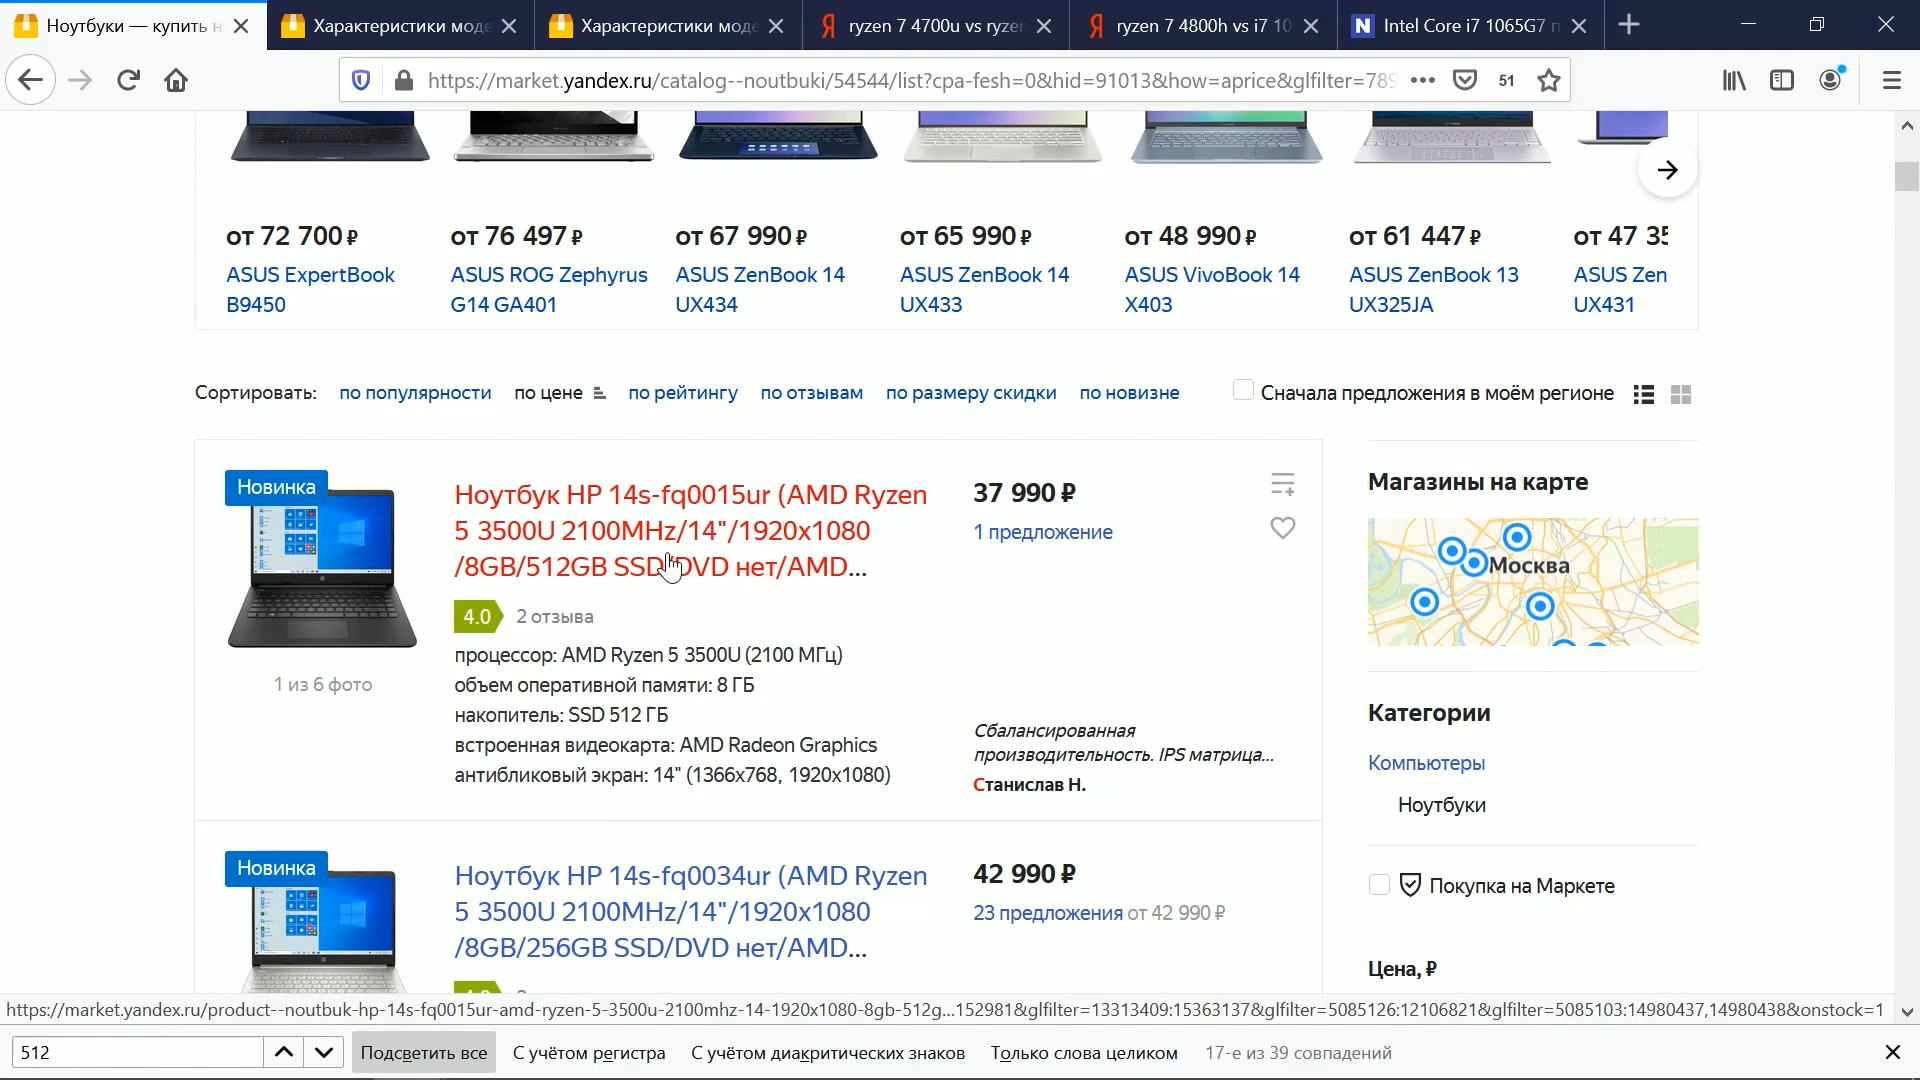 Ноутбуки — купить н
Характеристики моде
Характеристики моде
ryzen 7 4700u vs ryzen
ryzen 7 4800h vs i7 10
Intel Core i7 1065G7 п
https://market.yandex.ru/catalog--noutbuki/54544/list?cpa-fesh=0&hid=91013&how=aprice&glfilter=789
51
от 72 700 ₽
от 76 497 ₽
от 67 990 ₽
от 65 990 ₽
от 48 990 ₽
от 61 447 ₽
от 47 35
ASUS ExpertBook
B9450
ASUS ROG Zephyrus
G14 GA401
ASUS ZenBook 14
UX434
ASUS ZenBook 14
UX433
ASUS VivoBook 14
X403
ASUS ZenBook 13
UX325JA
ASUS Zen
UX431
Сортировать: по популярности по цене по рейтингу по отзывам по размеру скидки по новизне
Сначала предложения в моём регионе
Новинка
1 из 6 фото
Ноутбук HP 14s-fq0015ur (AMD Ryzen
5 3500U 2100MHz/14"/1920x1080
/8GB/512GB SSD/DVD нет/AMD...
4.0 2 отзыва
процессор: AMD Ryzen 5 3500U (2100 МГц)
объем оперативной памяти: 8 ГБ
накопитель: SSD 512 ГБ
встроенная видеокарта: AMD Radeon Graphics
антибликовый экран: 14" (1366x768, 1920x1080)
37 990 ₽
1 предложение
Сбалансированная
производительность. IPS матрица...
Станислав Н.
Новинка
Ноутбук HP 14s-fq0034ur (AMD Ryzen
5 3500U 2100MHz/14"/1920x1080
/8GB/256GB SSD/DVD нет/AMD...
42 990 ₽
23 предложения от 42 990 ₽
Магазины на карте
Москва
Категории
Компьютеры
Ноутбуки
Покупка на Маркете
Цена, ₽
https://market.yandex.ru/product--noutbuk-hp-14s-fq0015ur-amd-ryzen-5-3500u-2100mhz-14-1920x1080-8gb-512g...152981&glfilter=13313409:15363137&glfilter=5085126:12106821&glfilter=5085103:14980437,14980438&onstock=1
512
Подсветить все
С учётом регистра
С учётом диакритических знаков
Только слова целиком
17-е из 39 совпадений